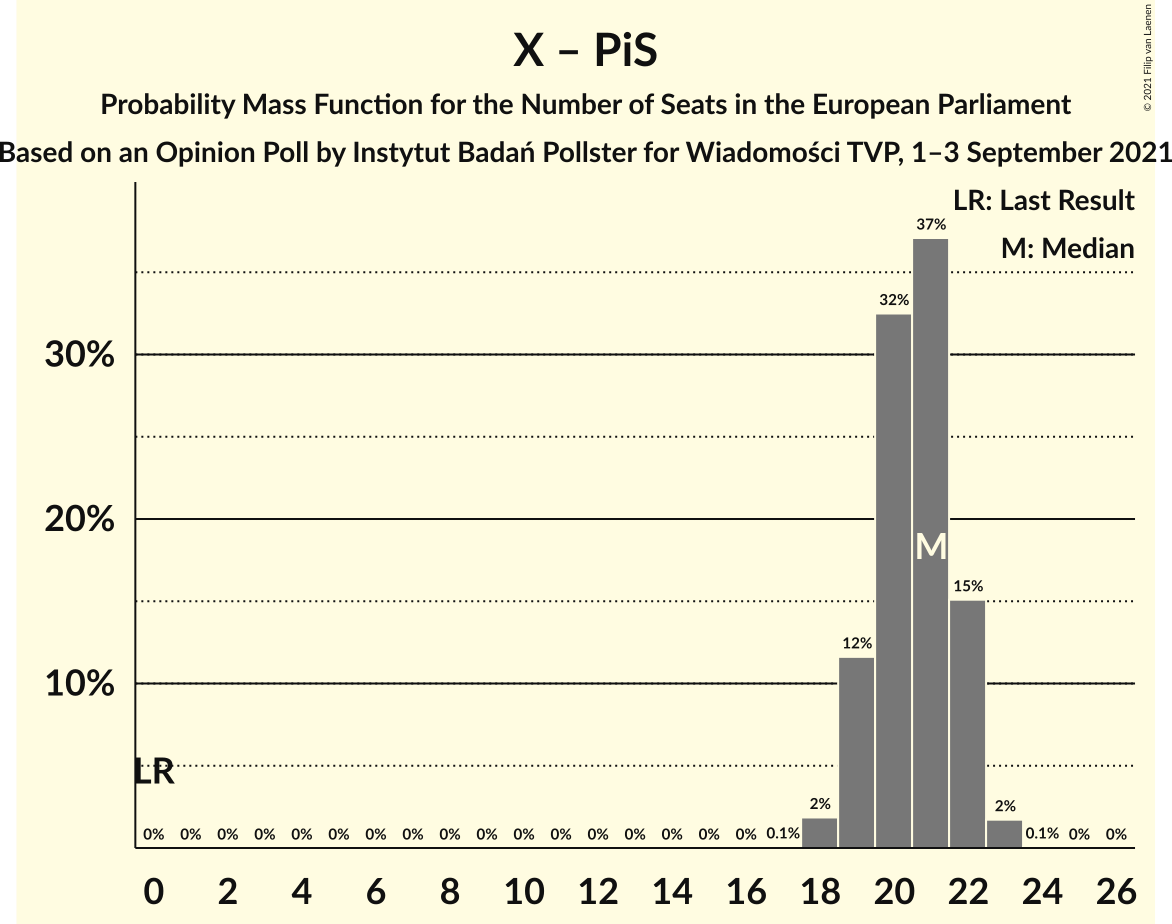 X – PiS
Probability Mass Function for the Number of Seats in the European Parliament
Based on an Opinion Poll by Instytut Badań Pollster for Wiadomości TVP, 1–3 September 2021
© 2021 Filip van Laenen
LR: Last Result
M: Median
37%
32%
30%
20%
M
15%
12%
10%
LR
2%
2%
0% 0% 0% 0% 0% 0% 0% 0% 0% 0% 0% 0% 0% 0% 0% 0% 0% 0.1% 0.1% 0% 0%
0 2 4 6 8 10 12 14 16 18 20 22 24 26